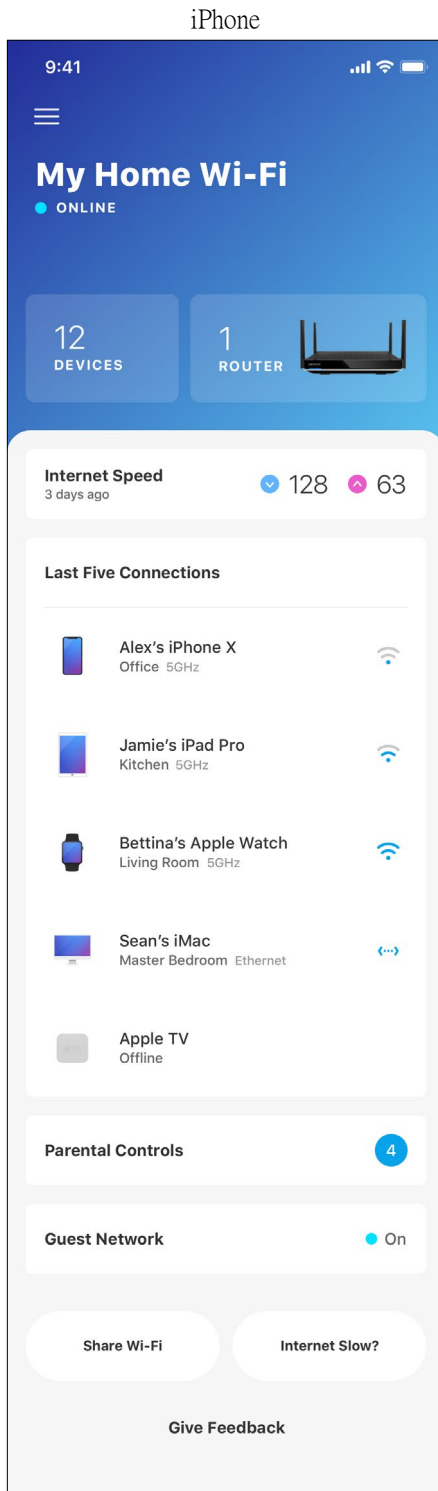 iPhone
9:41
My Home Wi-Fi
ONLINE
12
DEVICES
1
ROUTER
Internet Speed
3 days ago
128
63
Last Five Connections
Alex’s iPhone X
Office 5GHz
Jamie’s iPad Pro
Kitchen 5GHz
Bettina’s Apple Watch
Living Room 5GHz
Sean’s iMac
Master Bedroom Ethernet
Apple TV
Offline
Parental Controls
4
Guest Network
On
Share Wi-Fi
Internet Slow?
Give Feedback